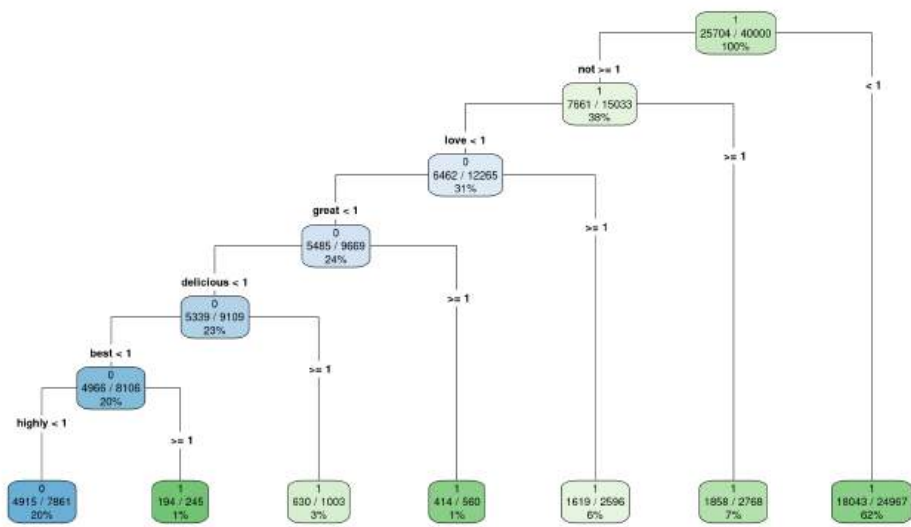 1
25704 / 40000
100%
not >= 1
< 1
1
7661 / 15033
38%
love < 1
>= 1
0
6462 / 12265
31%
great < 1
>= 1
0
5485 / 9669
24%
delicious < 1
>= 1
0
5339 / 9109
23%
best < 1
>= 1
0
4966 / 8106
20%
highly < 1
>= 1
0
4915 / 7861
20%
1
194 / 245
1%
1
630 / 1003
3%
1
414 / 560
1%
1
1619 / 2596
6%
1
1858 / 2768
7%
1
18043 / 24967
62%